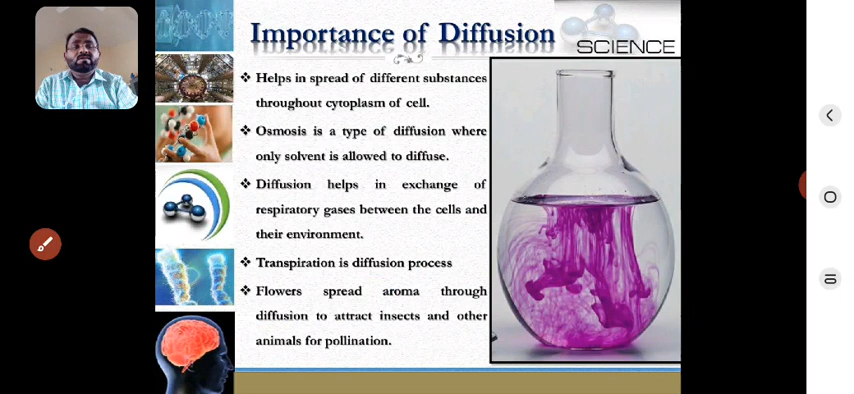 Importance of Diffusion
SCIENCE
❖ Helps in spread of different substances
throughout cytoplasm of cell.
❖ Osmosis is a type of diffusion where
only solvent is allowed to diffuse.
❖ Diffusion helps in exchange of
respiratory gases between the cells and
their environment.
❖ Transpiration is diffusion process
❖ Flowers spread aroma through
diffusion to attract insects and other
animals for pollination.